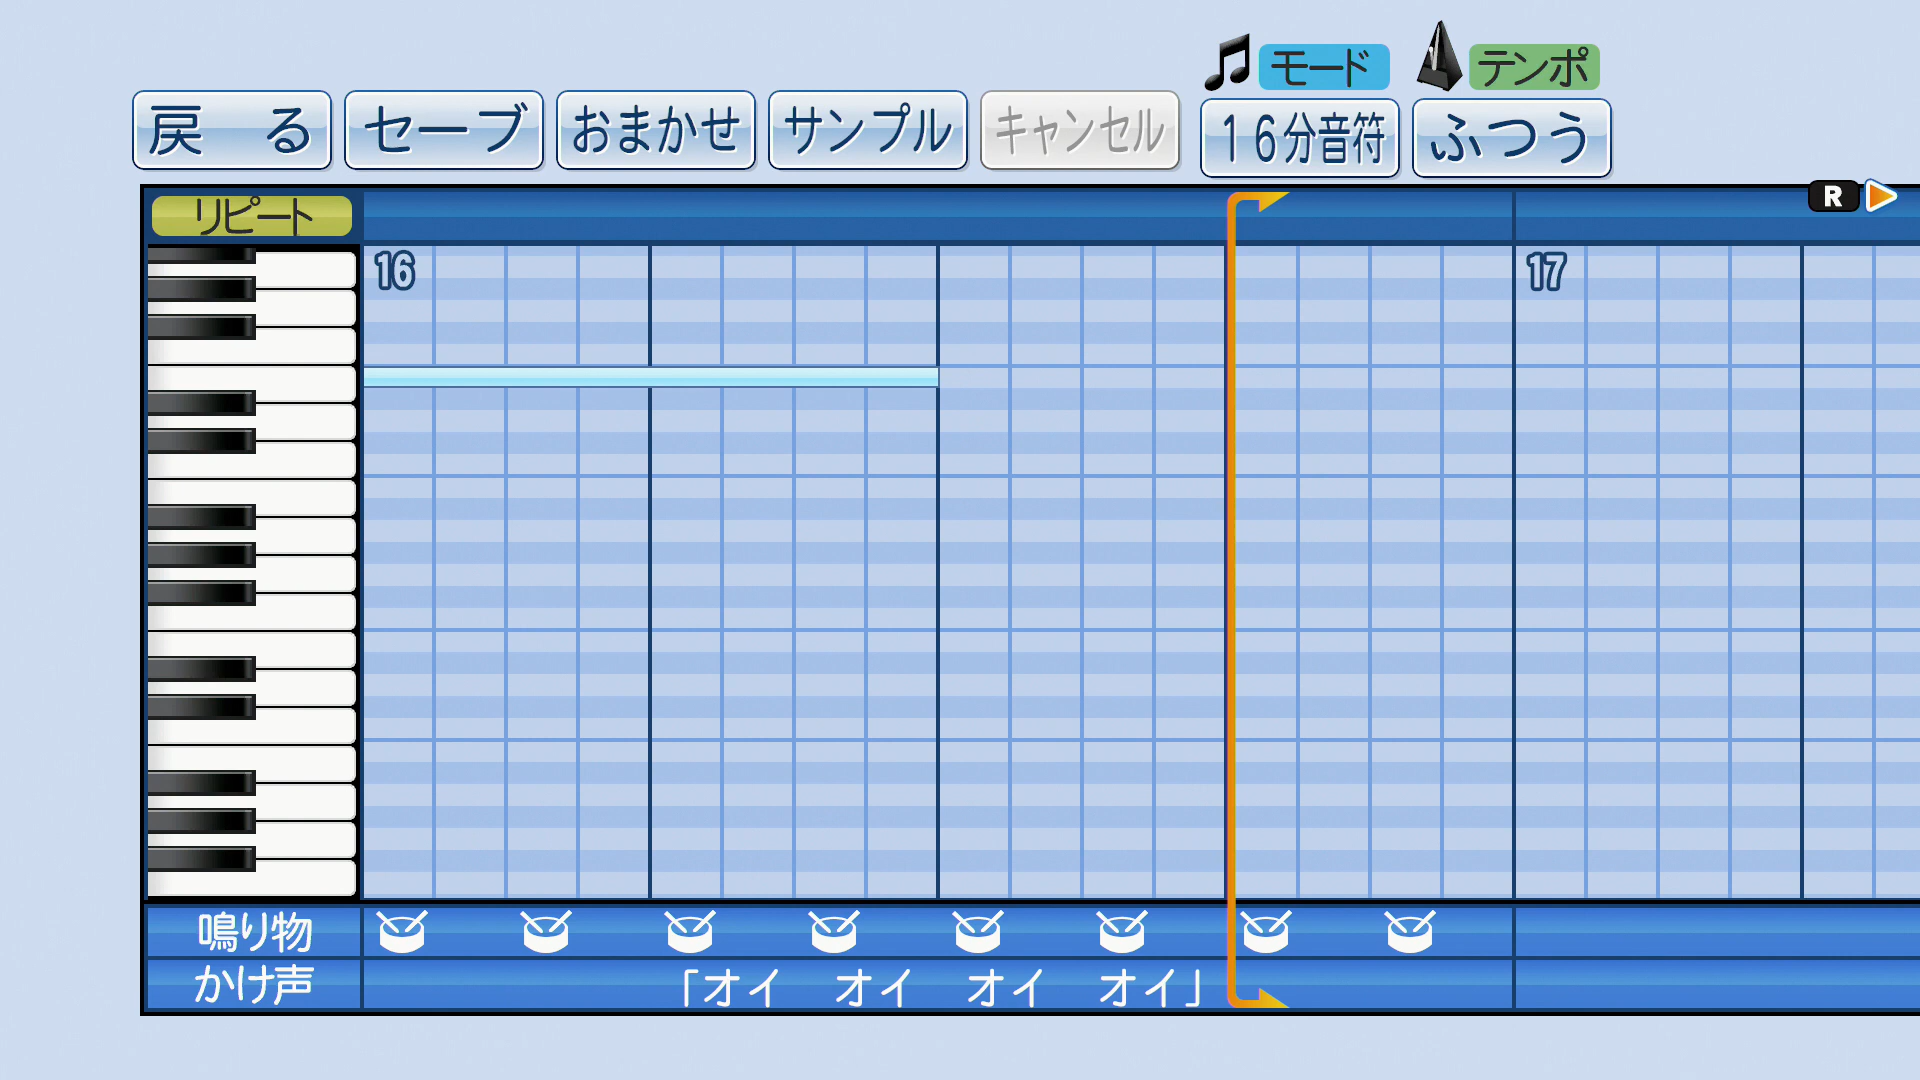 モード テンポ
戻 る セーブ おまかせ サンプル キャンセル 16分音符 ふつう
リピート R
16 17
鳴り物
かけ声 「オイ オイ オイ オイ」